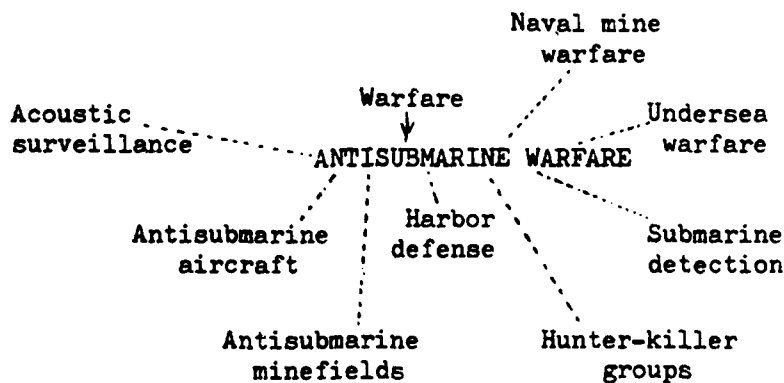 Naval mine
warfare
Warfare
Acoustic
surveillance
Undersea
warfare
ANTISUBMARINE WARFARE
Antisubmarine
aircraft
Harbor
defense
Submarine
detection
Antisubmarine
minefields
Hunter-killer
groups